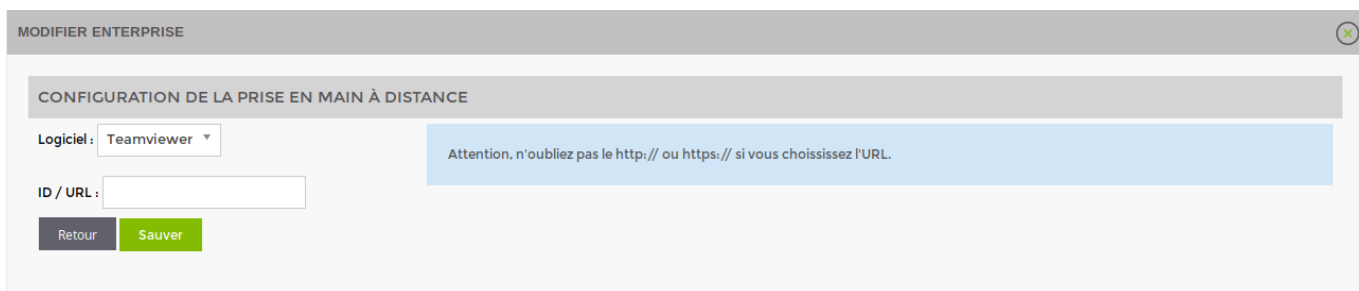 MODIFIER ENTERPRISE
CONFIGURATION DE LA PRISE EN MAIN À DISTANCE
Logiciel : Teamviewer
Attention, n'oubliez pas le http:// ou https:// si vous choississez l'URL.
ID / URL :
Retour Sauver